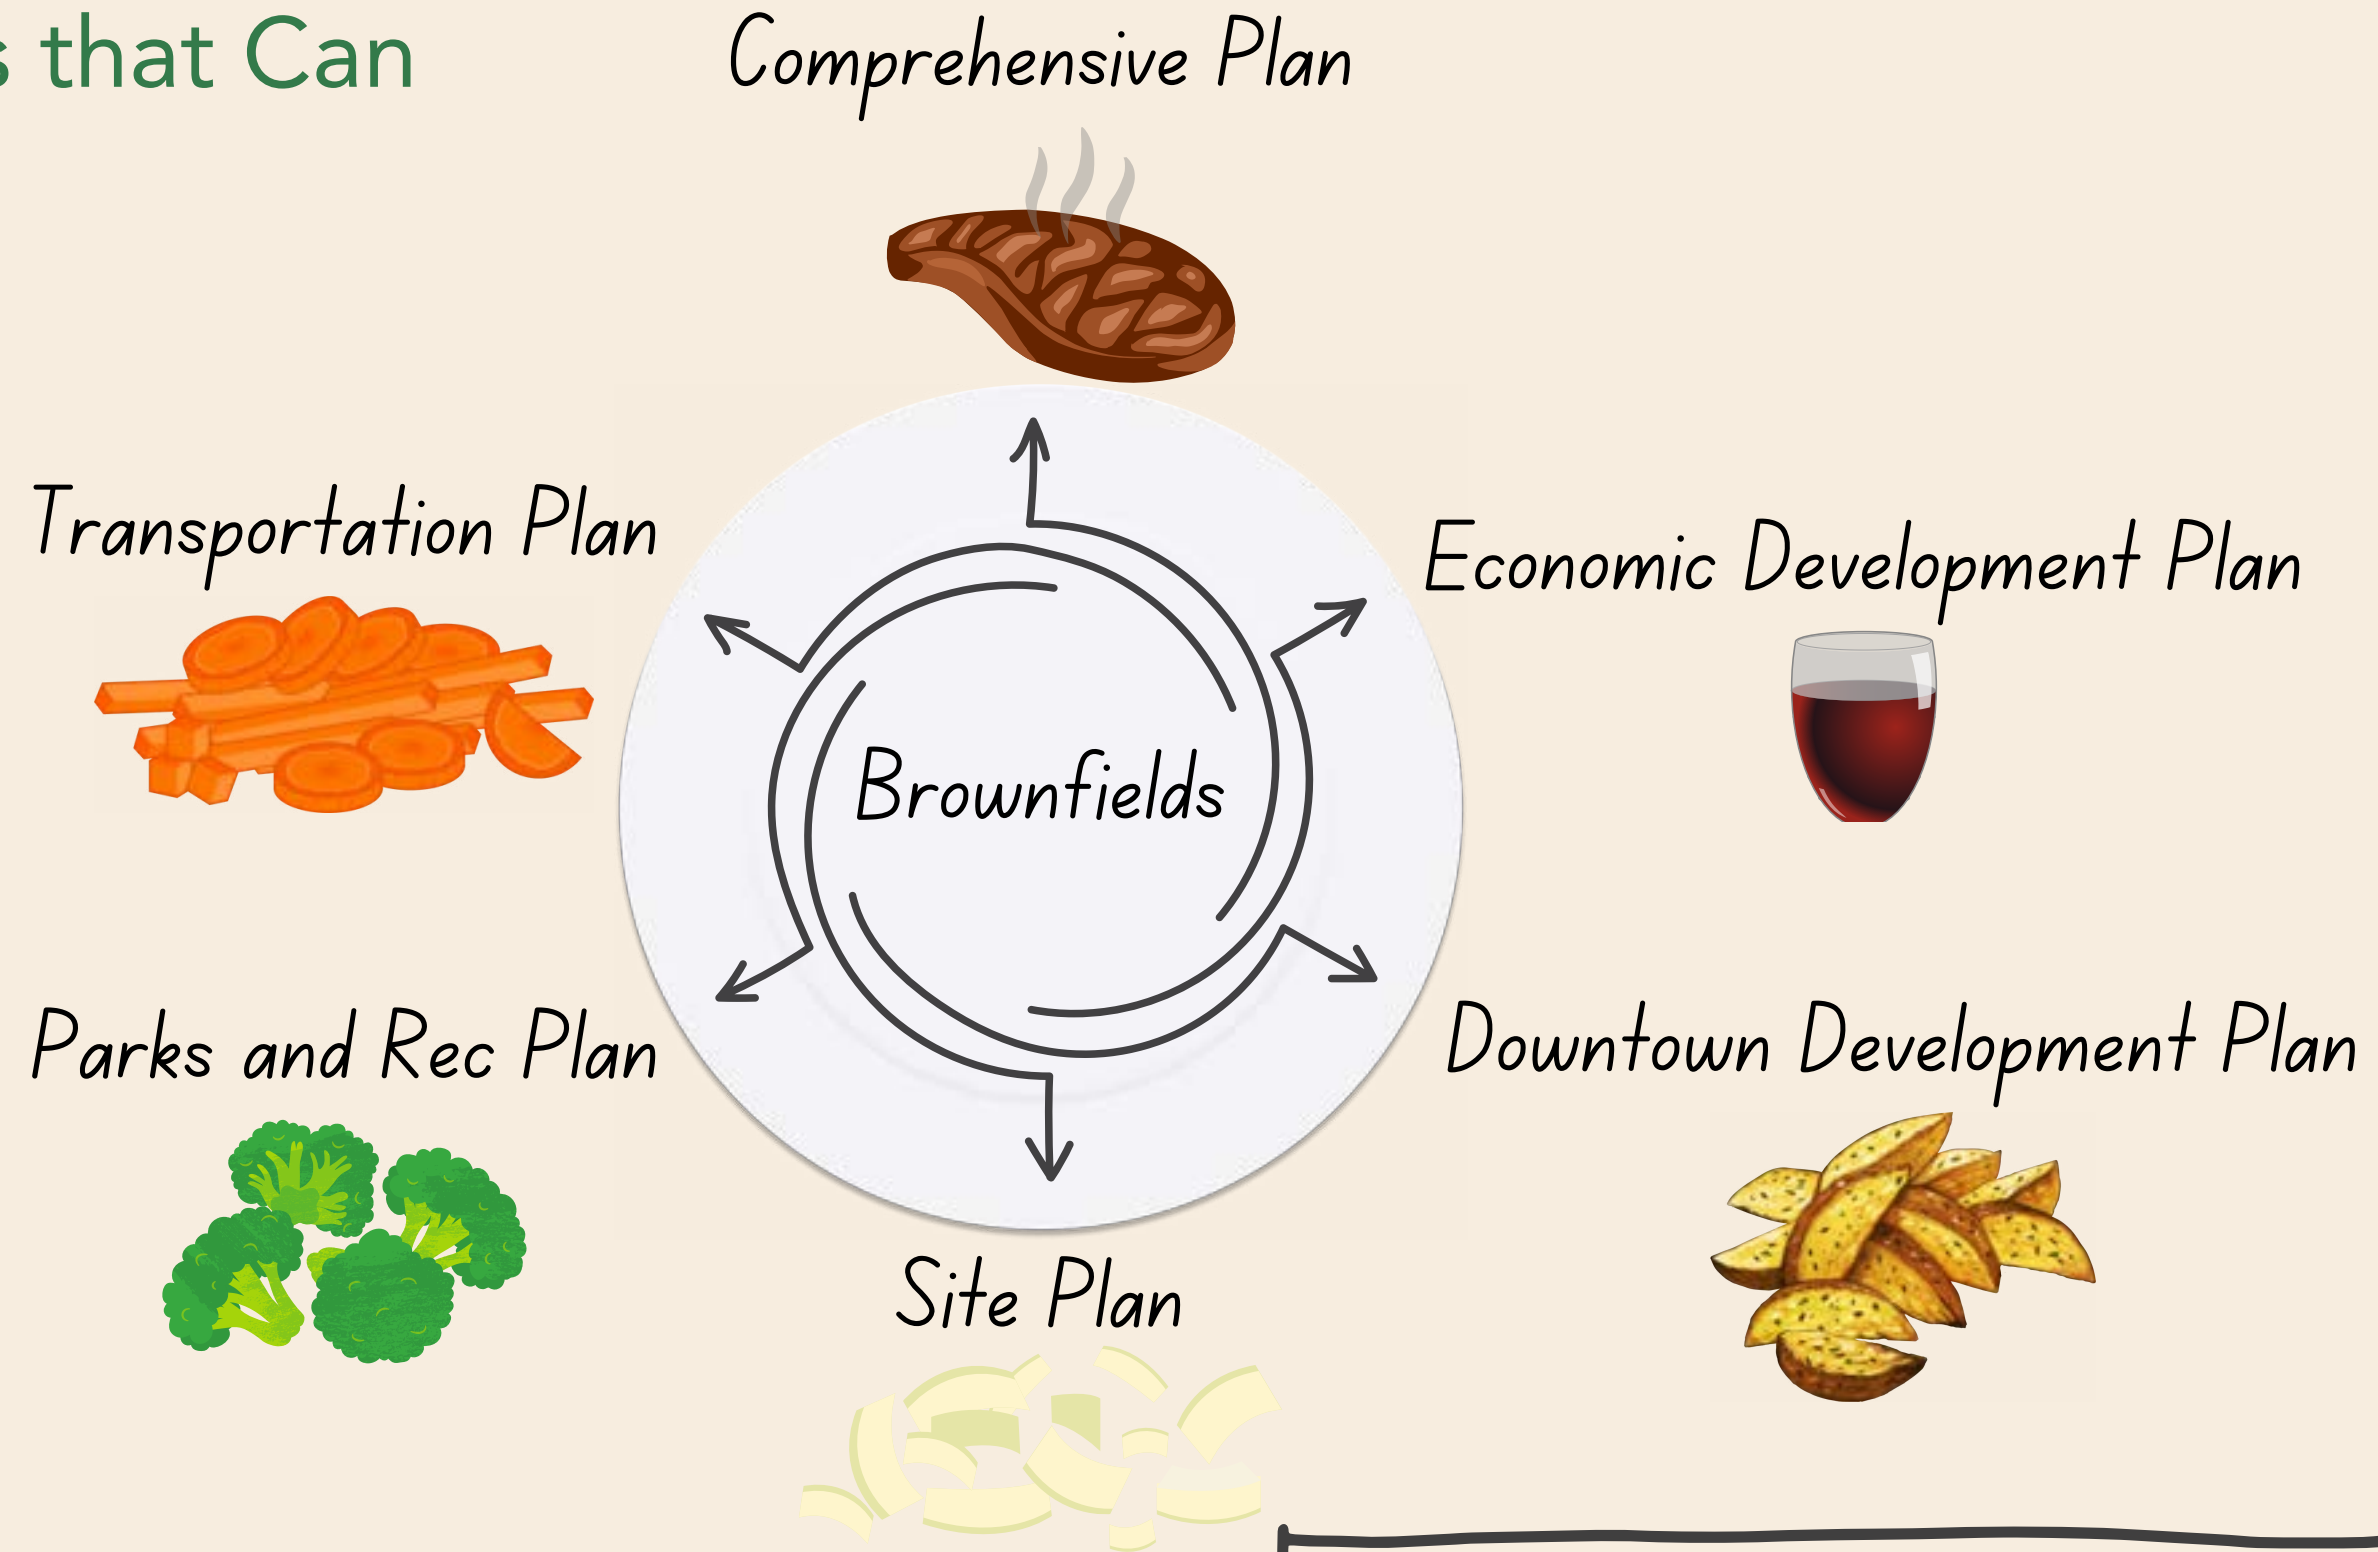 that Can
Comprehensive Plan
Transportation Plan
Economic Development Plan
Brownfields
Parks and Rec Plan
Downtown Development Plan
Site Plan